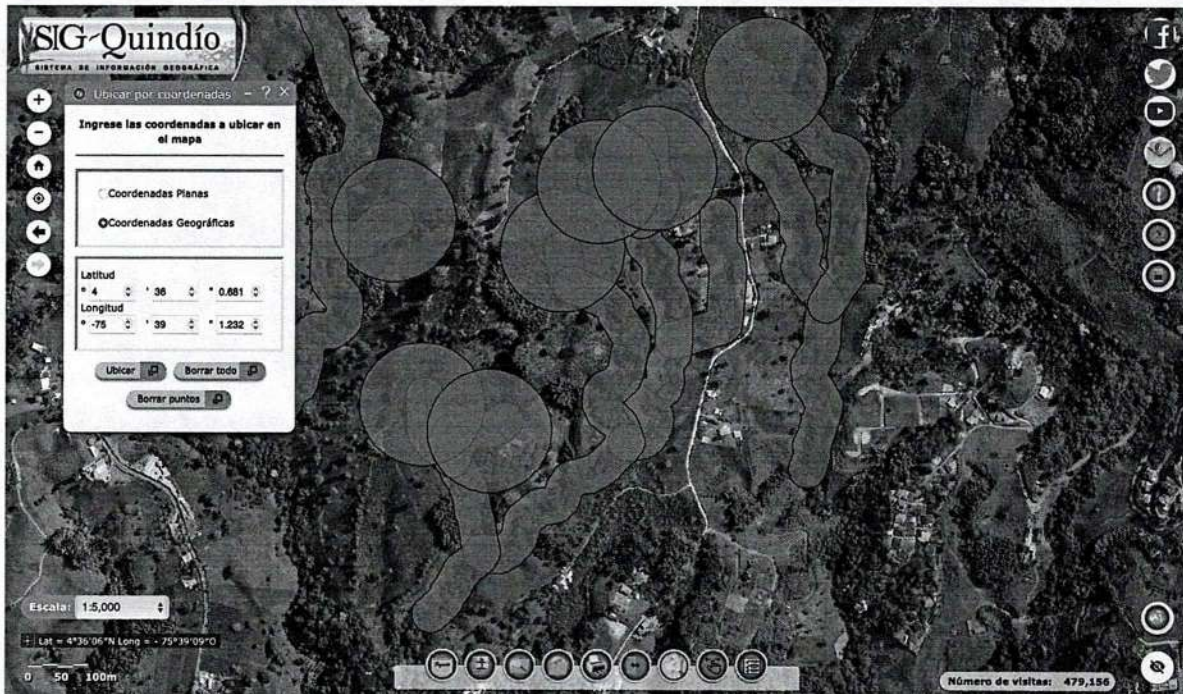 SIG-Quindío
SISTEMA DE INFORMACIÓN GEOGRÁFICA
Ubicar por coordenadas - ? X
Ingrese las coordenadas a ubicar en
el mapa
Coordenadas Planas
Coordenadas Geográficas
Latitud
° 4 ' 36 " 0.681
Longitud
° -75 ' 39 " 1.232
Ubicar
Borrar todo
Borrar puntos
Escala: 1:5,000
Lat = 4°36'06"N Long = - 75°39'09"O
0 50 100m
Número de visitas: 479,156